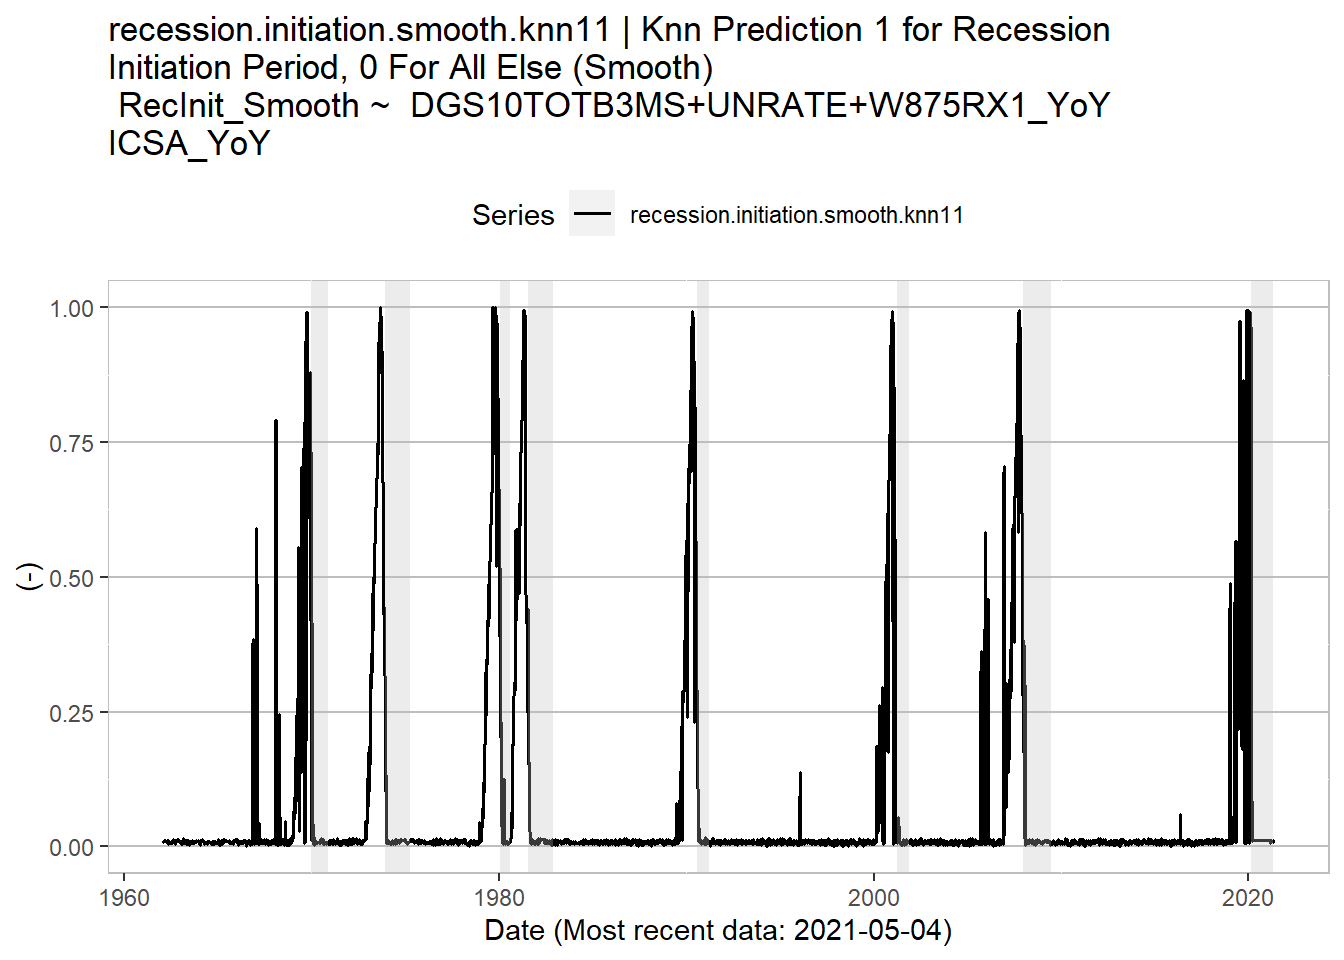 recession.initiation.smooth.knn11 | Knn Prediction 1 for Recession
Initiation Period, 0 For All Else (Smooth)
RecInit_Smooth ~ DGS10TOTB3MS+UNRATE+W875RX1_YoY
ICSA_YoY
Series recession.initiation.smooth.knn11
1.00
0.75
0.50
0.25
0.00
(-)
1960 1980 2000 2020
Date (Most recent data: 2021-05-04)